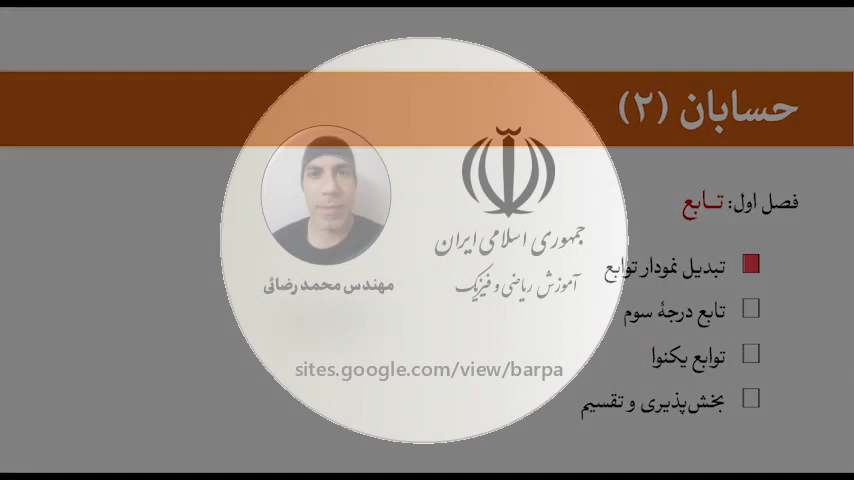 حسابان (۲)
فصل اول: تــابع
تبدیل نمودار توابع
تابع درجهٔ سوم
توابع یکنوا
بخش‌پذیری و تقسیم
جمهوری اسلامی ایران
آموزش ریاضی و فیزیک
مهندس محمد رضائی
sites.google.com/view/barpa